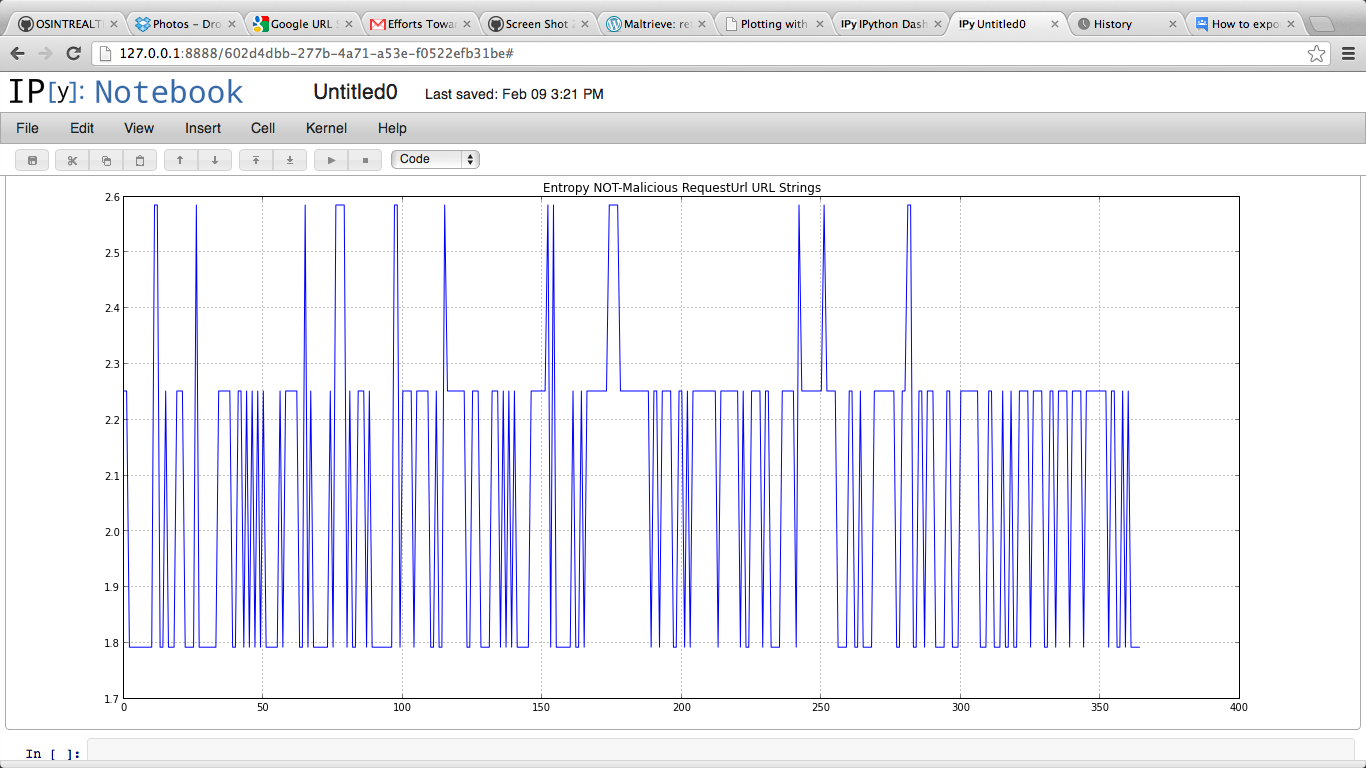 OSINTREALT Photos – Dro Google URL Efforts Towar Screen Shot Maltrieve: re Plotting with IP[y] IPython Dash IP[y] Untitled0 History How to expo
127.0.0.1:8888/602d4dbb-277b-4a71-a53e-f0522efb31be#
IP[y]: Notebook Untitled0 Last saved: Feb 09 3:21 PM
File Edit View Insert Cell Kernel Help
Code
Entropy NOT-Malicious RequestUrl URL Strings
2.6
2.5
2.4
2.3
2.2
2.1
2.0
1.9
1.8
1.7
0 50 100 150 200 250 300 350 400
In [ ]: